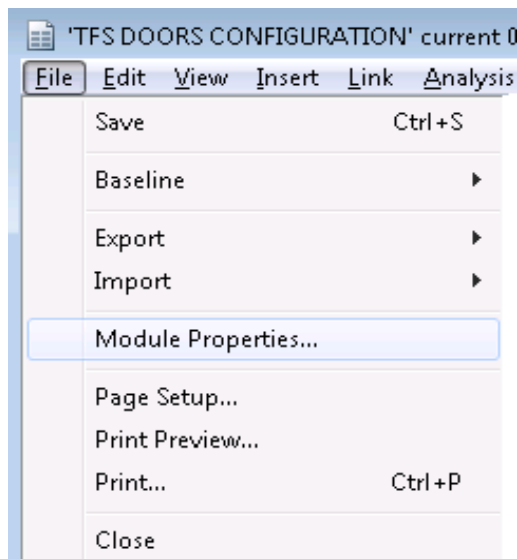 'TFS DOORS CONFIGURATION' current 0
File Edit View Insert Link Analysis
Save Ctrl+S
Baseline
Export
Import
Module Properties...
Page Setup...
Print Preview...
Print... Ctrl+P
Close